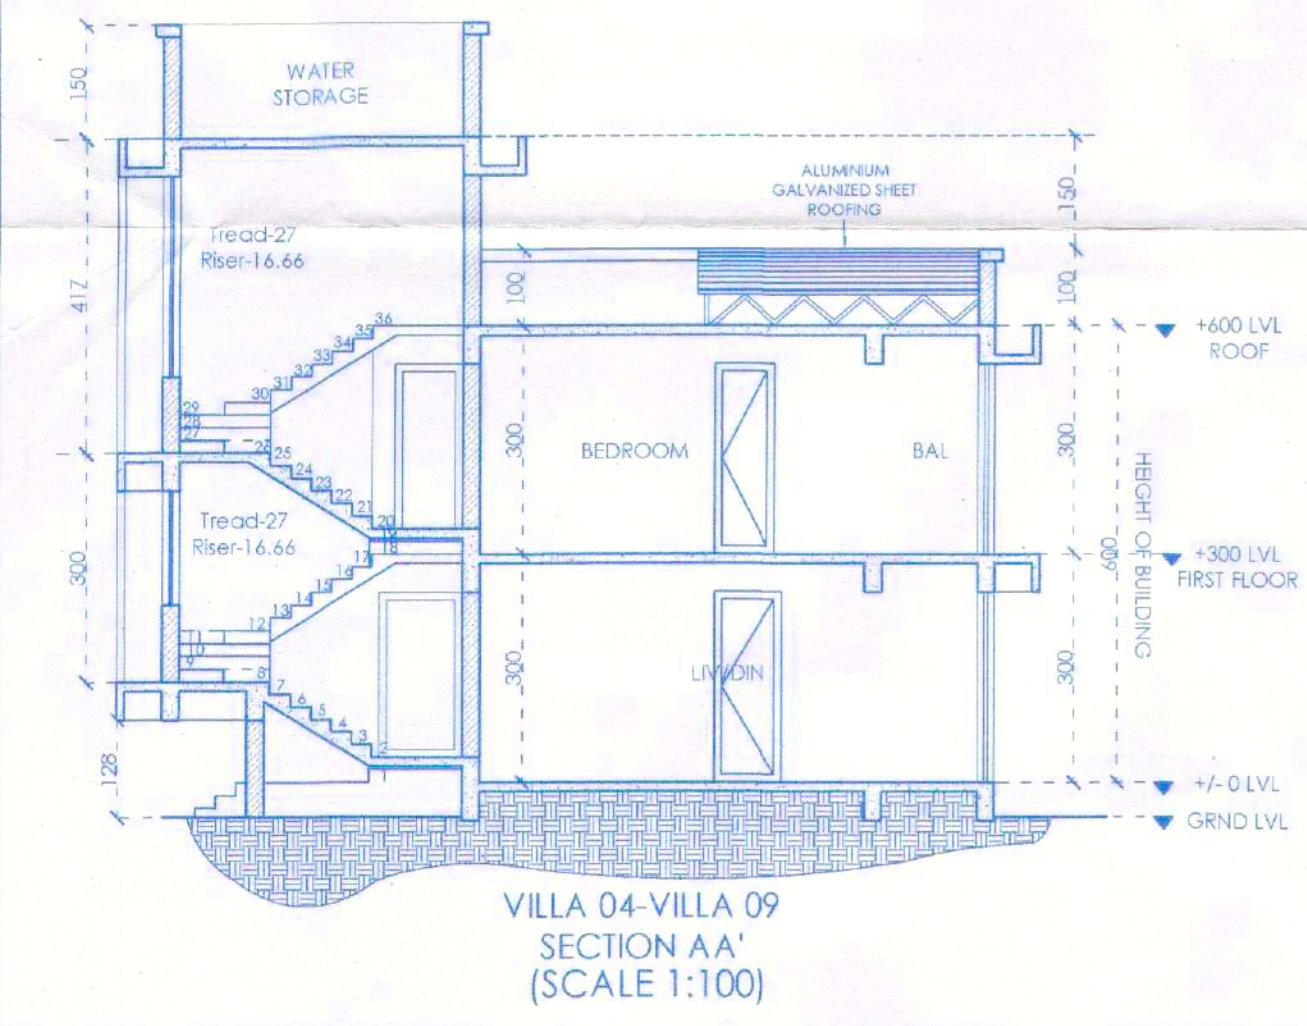 WATER
STORAGE
150
ALUMINIUM
GALVANIZED SHEET
ROOFING
150
Tread-27
Riser-16.66
417
100
100
36
35
34
33
32
31
30
29
28
27
26
25
24
23
22
21
20
19
18
+600 LVL
ROOF
300
BEDROOM
BAL
300
HEIGHT OF BUILDING
600
Tread-27
Riser-16.66
300
17
16
15
14
13
12
11
10
9
8
7
6
5
4
3
2
1
+300 LVL
FIRST FLOOR
300
LIV/DIN
300
128
+/- 0 LVL
GRND LVL
VILLA 04-VILLA 09
SECTION AA'
(SCALE 1:100)